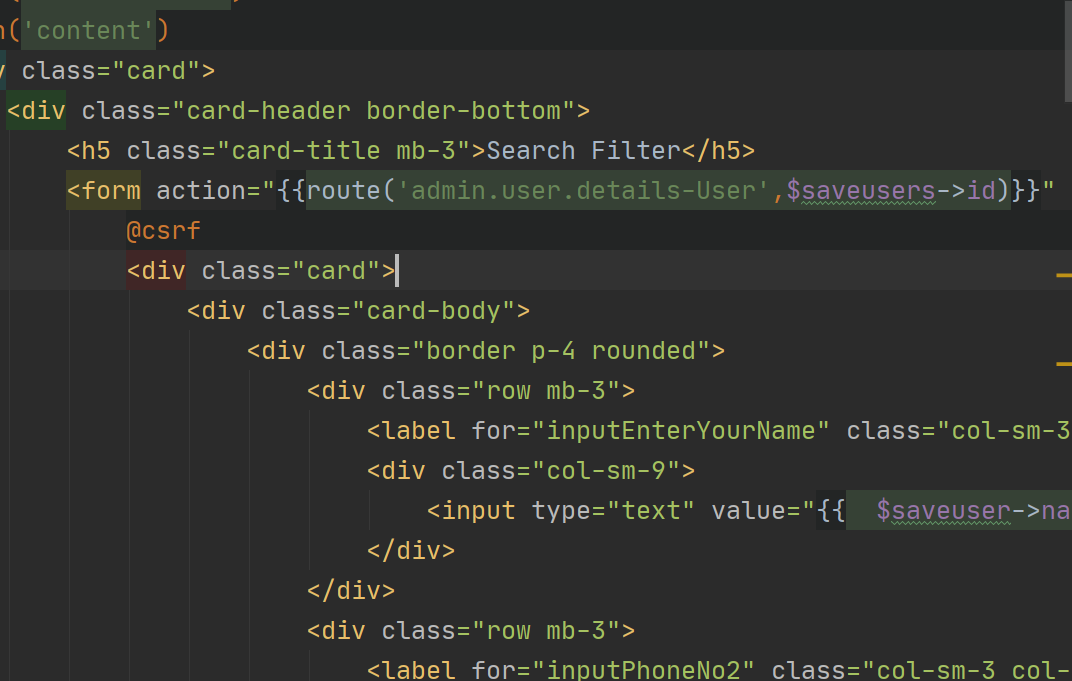 ('content')
class="card">
<div class="card-header border-bottom">
<h5 class="card-title mb-3">Search Filter</h5>
<form action="{{route('admin.user.details-User',$saveusers->id)}}"
@csrf
<div class="card">
<div class="card-body">
<div class="border p-4 rounded">
<div class="row mb-3">
<label for="inputEnterYourName" class="col-sm-3
<div class="col-sm-9">
<input type="text" value="{{  $saveuser->na
</div>
</div>
<div class="row mb-3">
<label for="inputPhoneNo2" class="col-sm-3 col-